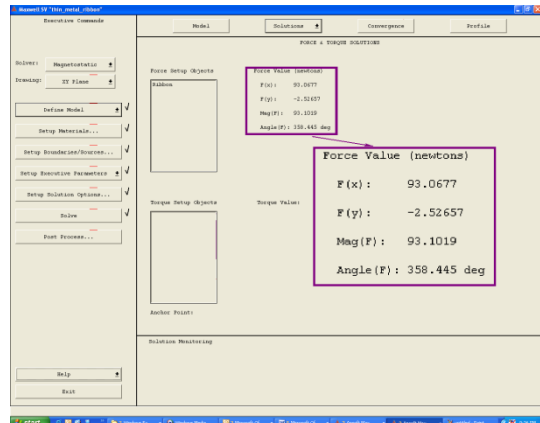 Maxwell SV "thin_metal_ribbon"
Executive Commands
Model
Solutions
Convergence
Profile
FORCE & TORQUE SOLUTIONS
Solver: Magnetostatic
Drawing: XY Plane
Define Model
Setup Materials...
Setup Boundaries/Sources...
Setup Executive Parameters
Setup Solution Options...
Solve
Post Process...
Help
Exit
Force Setup Objects
Ribbon
Force Value (newtons)
F(x): 93.0677
F(y): -2.52657
Mag(F): 93.1019
Angle(F): 358.445 deg
Force Value (newtons)
F(x): 93.0677
F(y): -2.52657
Mag(F): 93.1019
Angle(F): 358.445 deg
Torque Setup Objects
Torque Value:
Anchor Point:
Solution Monitoring
start